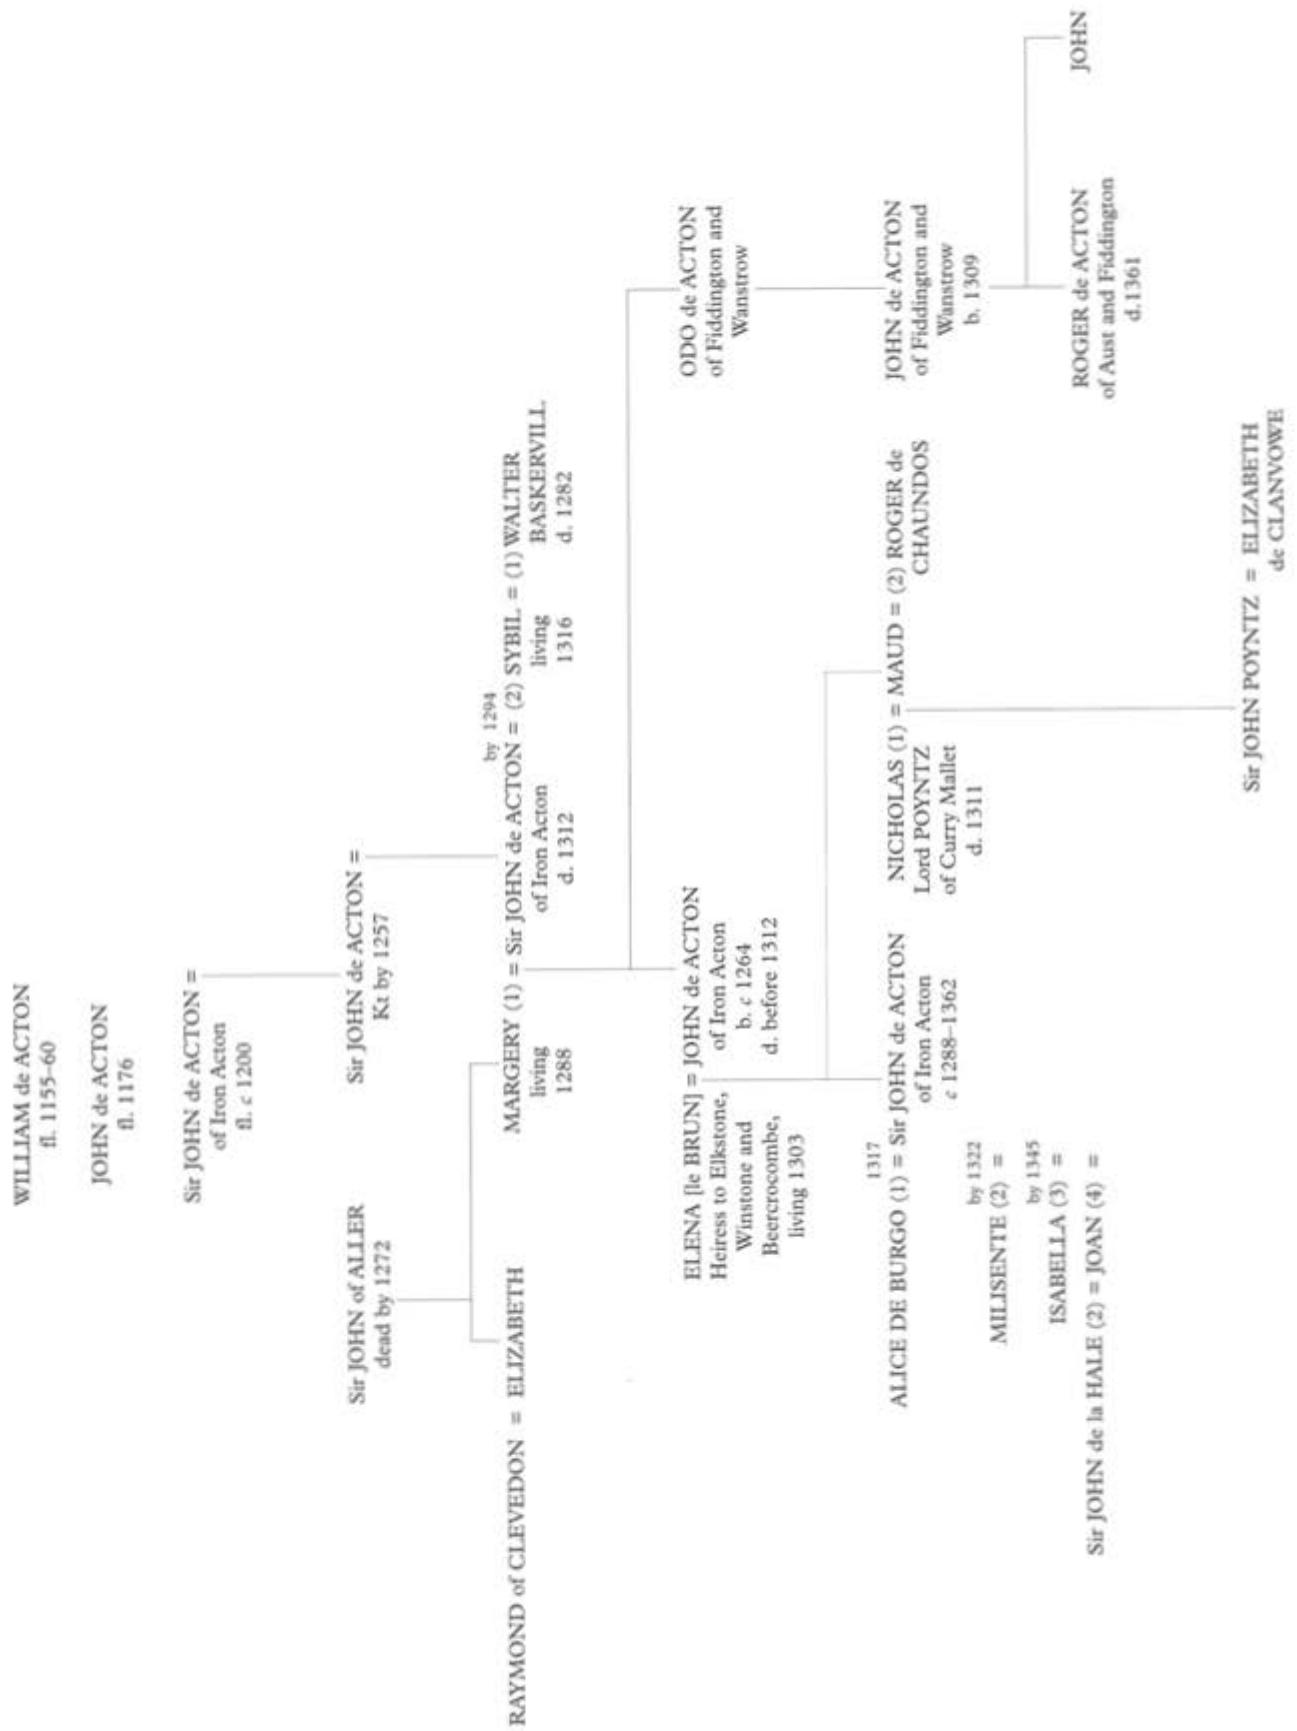 WILLIAM de ACTON
fl. 1155–60
JOHN de ACTON
fl. 1176
Sir JOHN de ACTON =
of Iron Acton
fl. c 1200
Sir JOHN of ALLER
dead by 1272
Sir JOHN de ACTON =
Kt by 1257
by 1294
RAYMOND of CLEVEDON = ELIZABETH
MARGERY (1) = Sir JOHN de ACTON = (2) SYBIL = (1) WALTER
living
1288
of Iron Acton
d. 1312
living
1316
BASKERVILL
d. 1282
ELENA [le BRUN] = JOHN de ACTON
Heiress to Elkstone,
Winstone and
Beercrocombe,
living 1303
of Iron Acton
b. c 1264
d. before 1312
ODO de ACTON
of Fiddington and
Wanstrow
1317
ALICE DE BURGO (1) = Sir JOHN de ACTON
of Iron Acton
c 1288–1362
NICHOLAS (1) = MAUD = (2) ROGER de
Lord POYNTZ
of Curry Mallet
d. 1311
CHAUNDOS
JOHN de ACTON
of Fiddington and
Wanstrow
b. 1309
by 1322
MILISENTE (2) =
by 1345
ISABELLA (3) =
Sir JOHN de la HALE (2) = JOAN (4) =
ROGER de ACTON
of Aust and Fiddington
d.1361
JOHN
Sir JOHN POYNTZ = ELIZABETH
de CLANVOWE